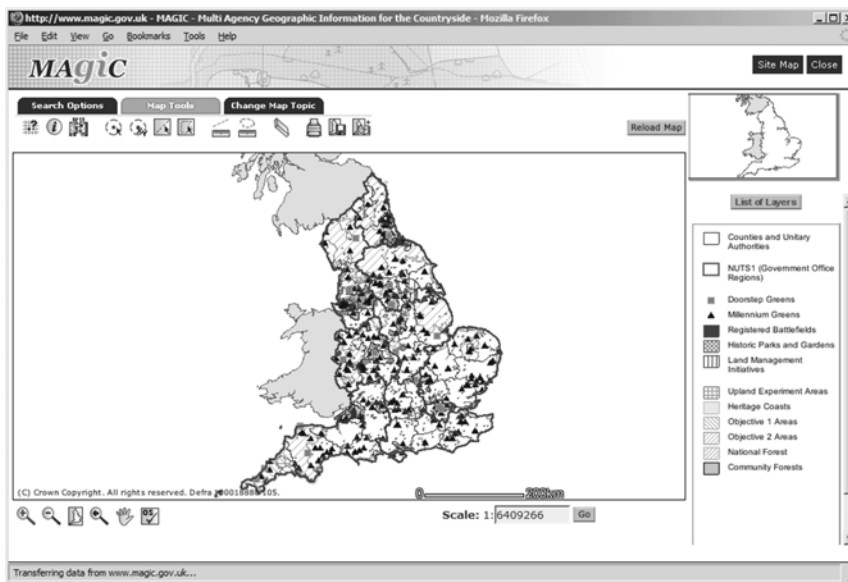 http://www.magic.gov.uk - MAGIC - Multi Agency Geographic Information for the Countryside - Mozilla Firefox
File Edit View Go Bookmarks Tools Help
MAgiC
Site Map Close
Search Options Map Tools Change Map Topic
Reload Map
List of Layers
Counties and Unitary
Authorities
NUTS1 (Government Office
Regions)
Doorstep Greens
Millennium Greens
Registered Battlefields
Historic Parks and Gardens
Land Management
Initiatives
Upland Experiment Areas
Heritage Coasts
Objective 1 Areas
Objective 2 Areas
National Forest
Community Forests
(C) Crown Copyright. All rights reserved. Defra
0 200km
OS
Scale: 1: 6409266 Go
Transferring data from www.magic.gov.uk...